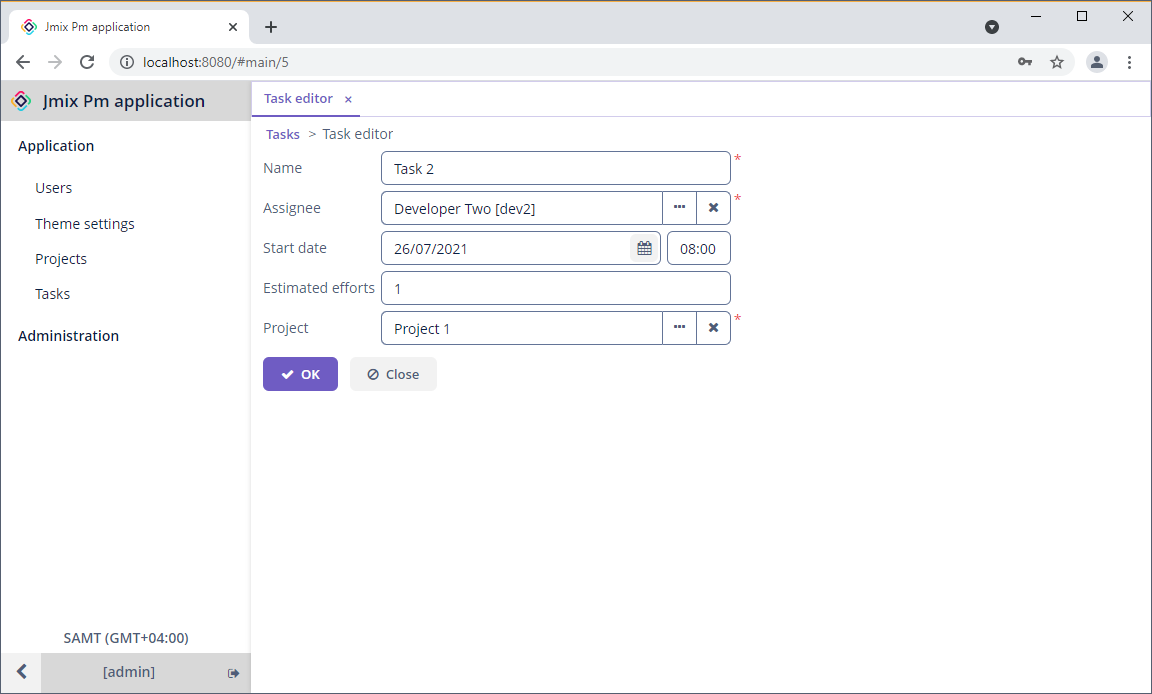 Jmix Pm application
localhost:8080/#main/5
Jmix Pm application
Application
Users
Theme settings
Projects
Tasks
Administration
SAMT (GMT+04:00)
[admin]
Task editor
Tasks > Task editor
Name Task 2 *
Assignee Developer Two [dev2] *
Start date 26/07/2021 08:00
Estimated efforts 1
Project Project 1 *
OK Close